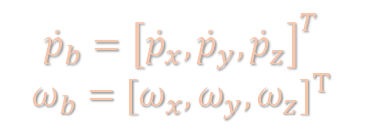 ṗ_b = [ṗ_x, ṗ_y, ṗ_z]^T
ω_b = [ω_x, ω_y, ω_z]^T